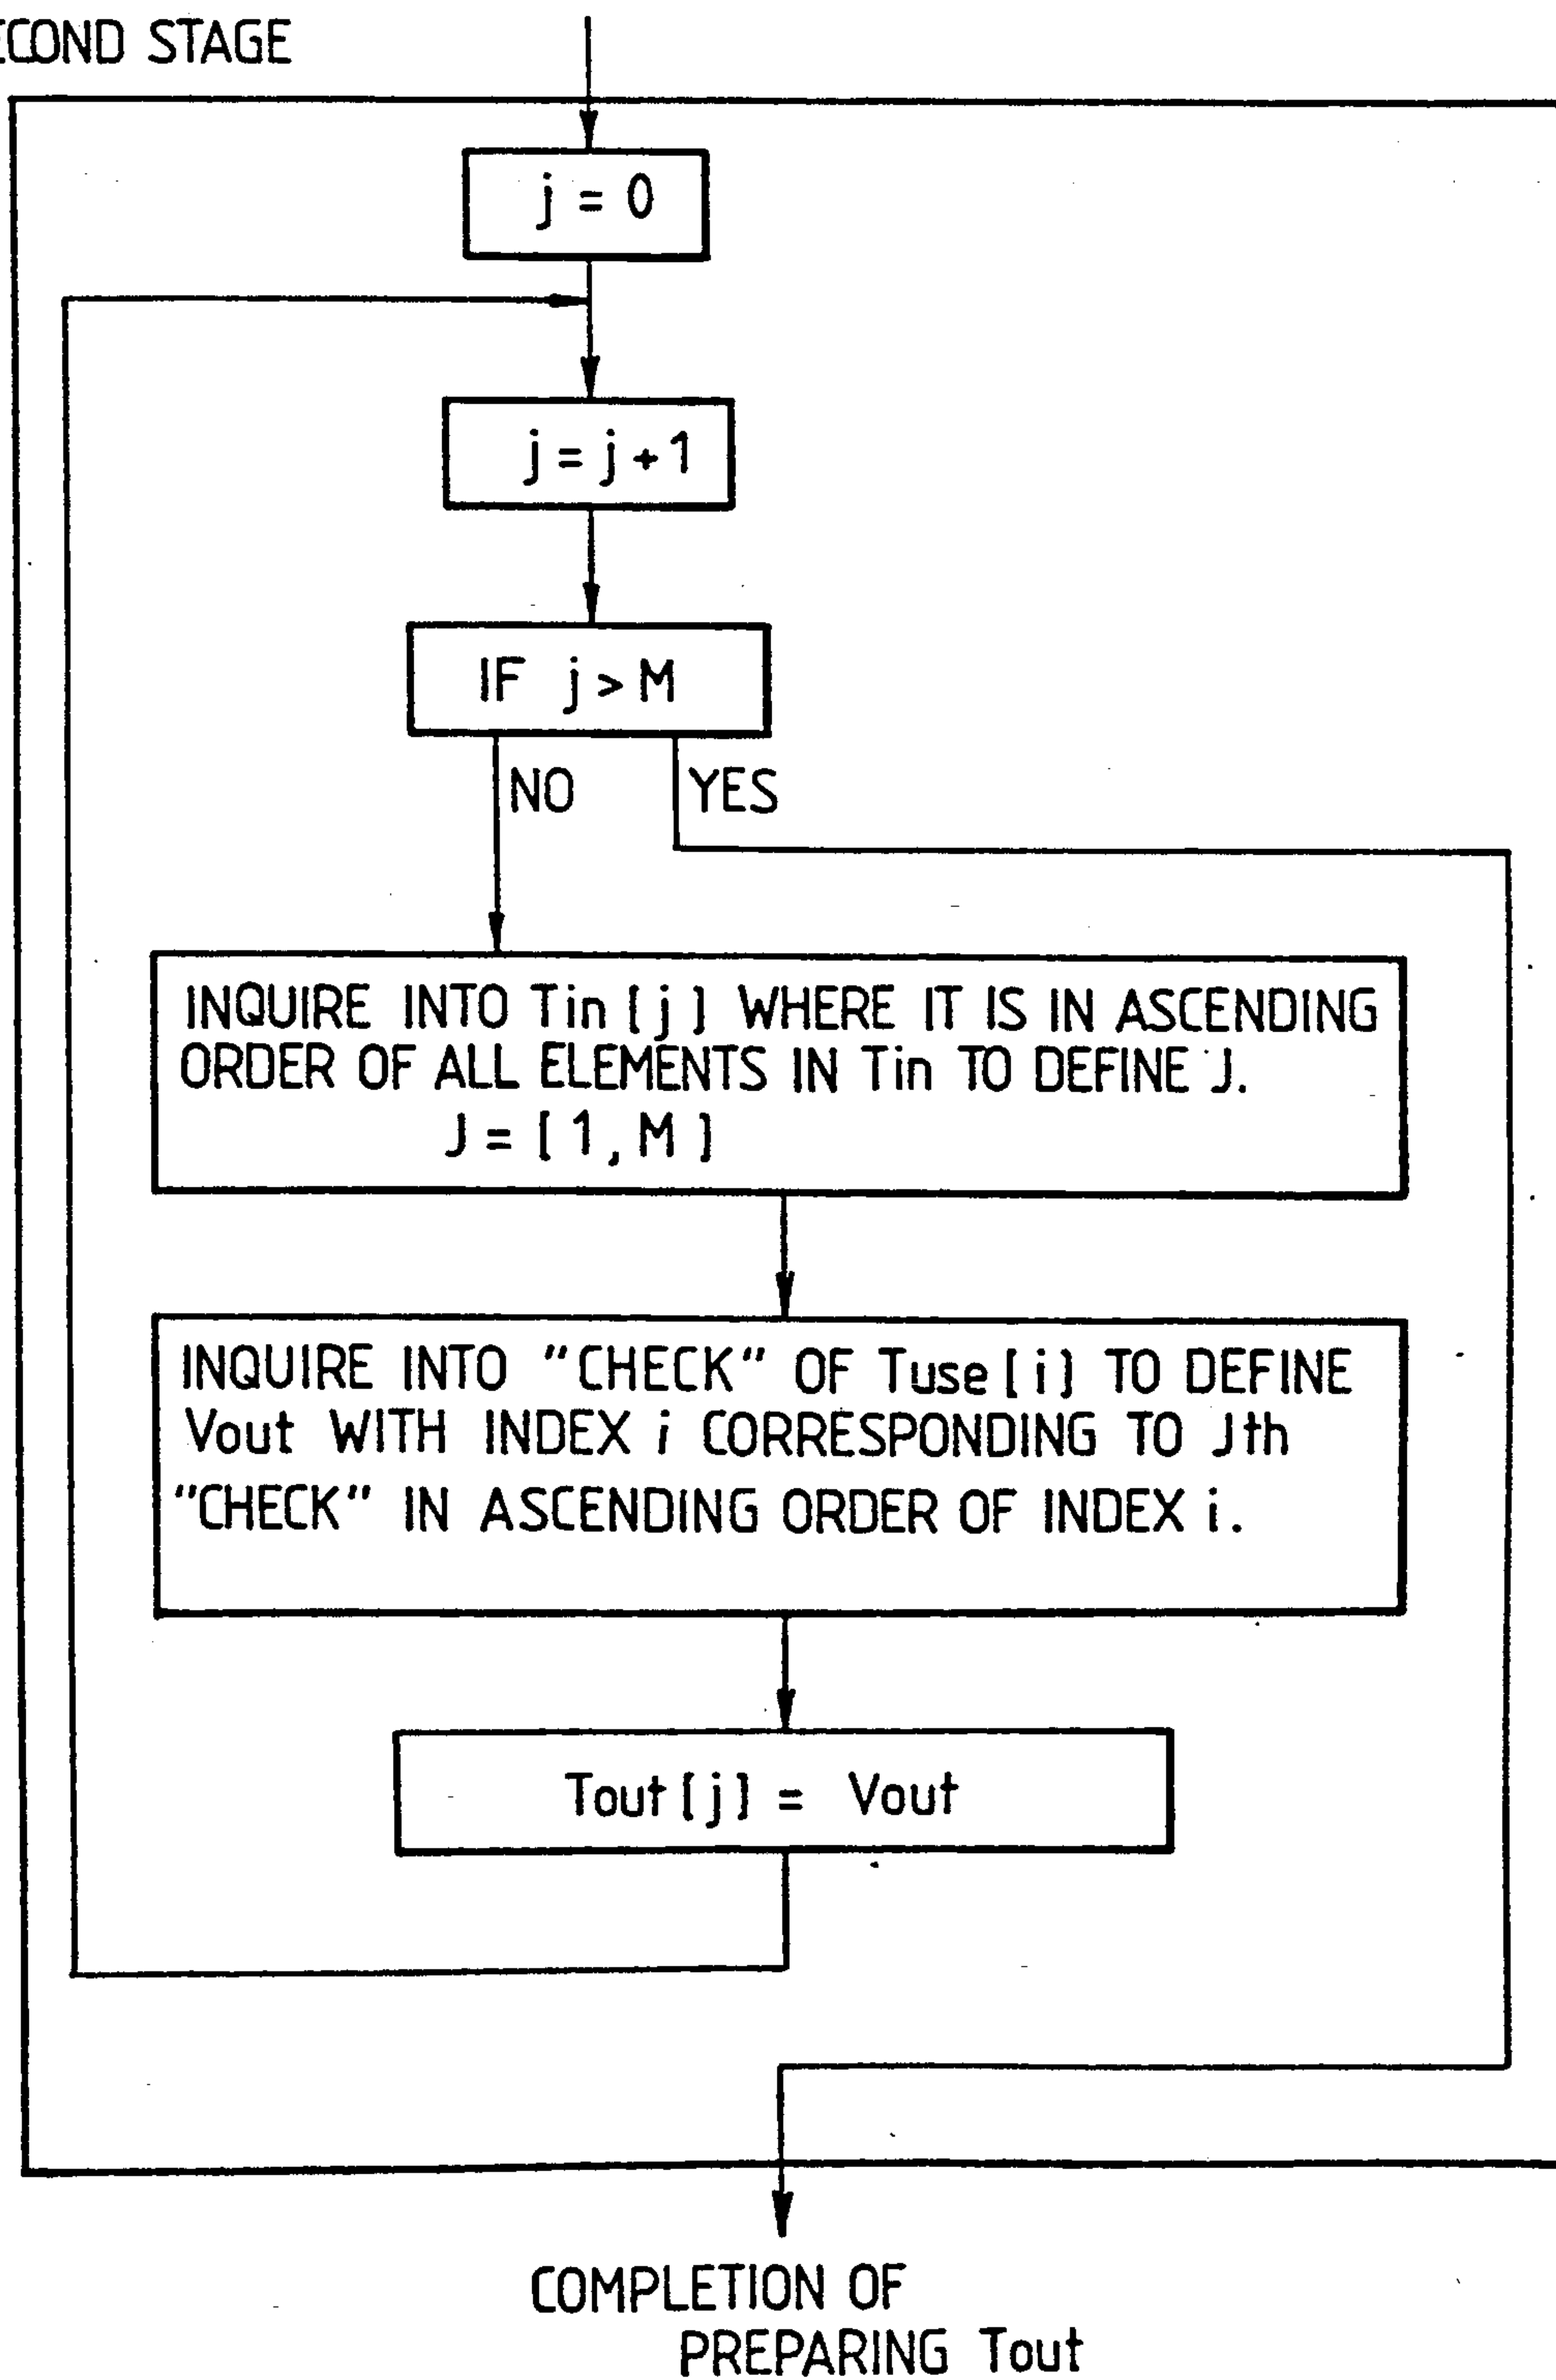 ECOND STAGE
j = 0
j = j + 1
IF j > M
NO
YES
INQUIRE INTO Tin [ j ] WHERE IT IS IN ASCENDING
ORDER OF ALL ELEMENTS IN Tin TO DEFINE J.
J = [ 1 , M ]
INQUIRE INTO "CHECK" OF Tuse [ i ] TO DEFINE
Vout WITH INDEX i CORRESPONDING TO Jth
"CHECK" IN ASCENDING ORDER OF INDEX i.
Tout [ j ] = Vout
COMPLETION OF
PREPARING Tout